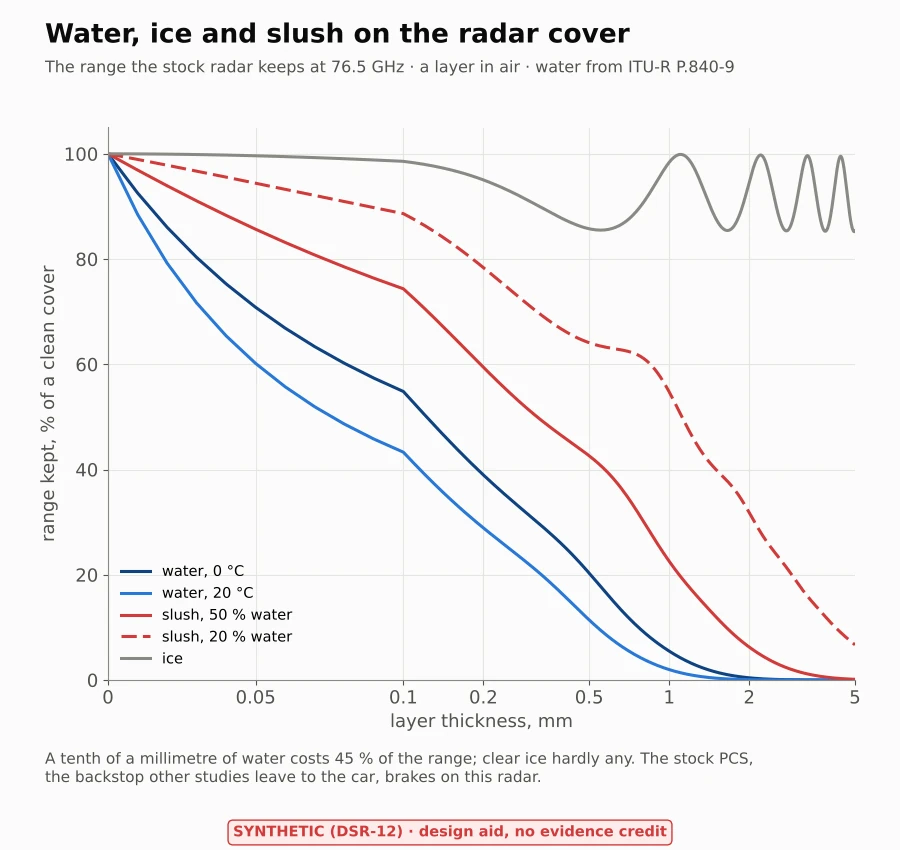 Water, ice and slush on the radar cover
The range the stock radar keeps at 76.5 GHz · a layer in air · water from ITU-R P.840-9
range kept, % of a clean cover
100
80
60
40
20
0
water, 0 °C
water, 20 °C
slush, 50 % water
slush, 20 % water
ice
0
0.05
0.1
0.2
0.5
1
2
5
layer thickness, mm
A tenth of a millimetre of water costs 45 % of the range; clear ice hardly any. The stock PCS,
the backstop other studies leave to the car, brakes on this radar.
SYNTHETIC (DSR-12) · design aid, no evidence credit